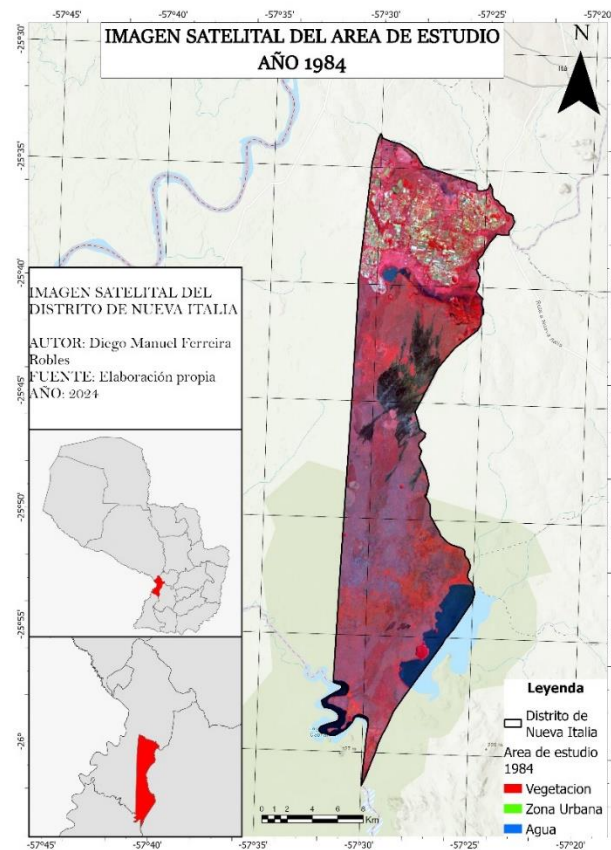 -57°45'
-57°40'
-57°35'
-57°30'
-57°25'
-57°20'
IMAGEN SATELITAL DEL AREA DE ESTUDIO
AÑO 1984
N
-25°30'
-25°35'
-25°40'
-25°45'
-25°50'
-25°55'
-26°
IMAGEN SATELITAL DEL
DISTRITO DE NUEVA ITALIA
AUTOR: Diego Manuel Ferreira
Robles
FUENTE: Elaboración propia
AÑO: 2024
Leyenda
Distrito de
Nueva Italia
Area de estudio
1984
Vegetacion
Zona Urbana
Agua
0 1 2 4 6 8
Km
-57°45'
-57°40'
-57°35'
-57°30'
-57°25'
-57°20'